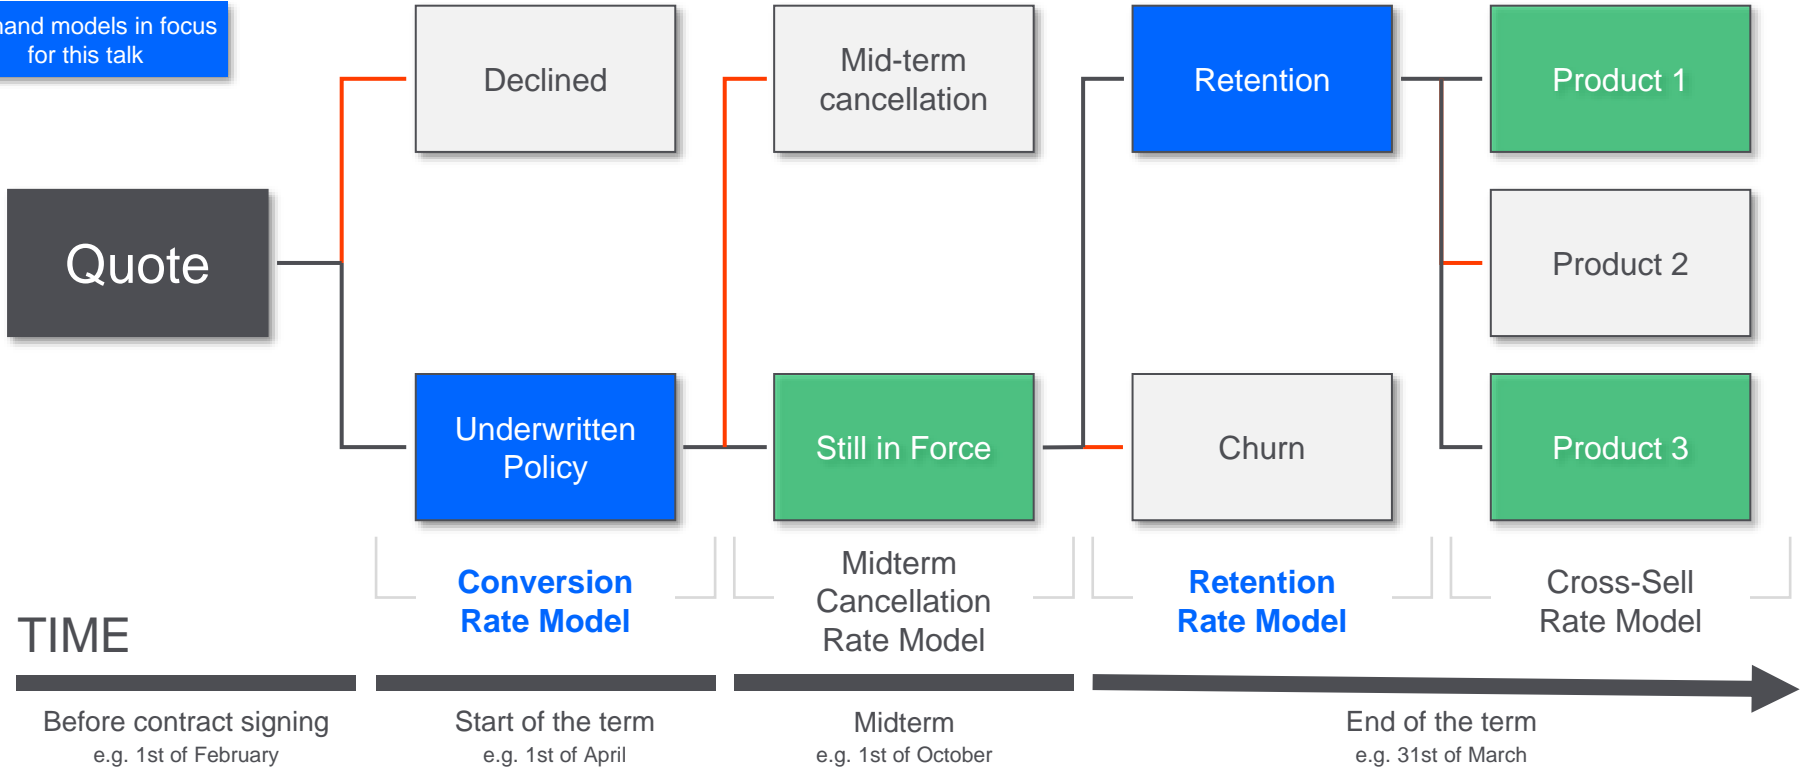 models in focus
for this talk
Declined
Mid-term
cancellation
Retention
Product 1
Quote
Product 2
Underwritten
Policy
Still in Force
Churn
Product 3
Conversion
Rate Model
Midterm
Cancellation
Rate Model
Retention
Rate Model
Cross-Sell
Rate Model
TIME
Before contract signing
e.g. 1st of February
Start of the term
e.g. 1st of April
Midterm
e.g. 1st of October
End of the term
e.g. 31st of March